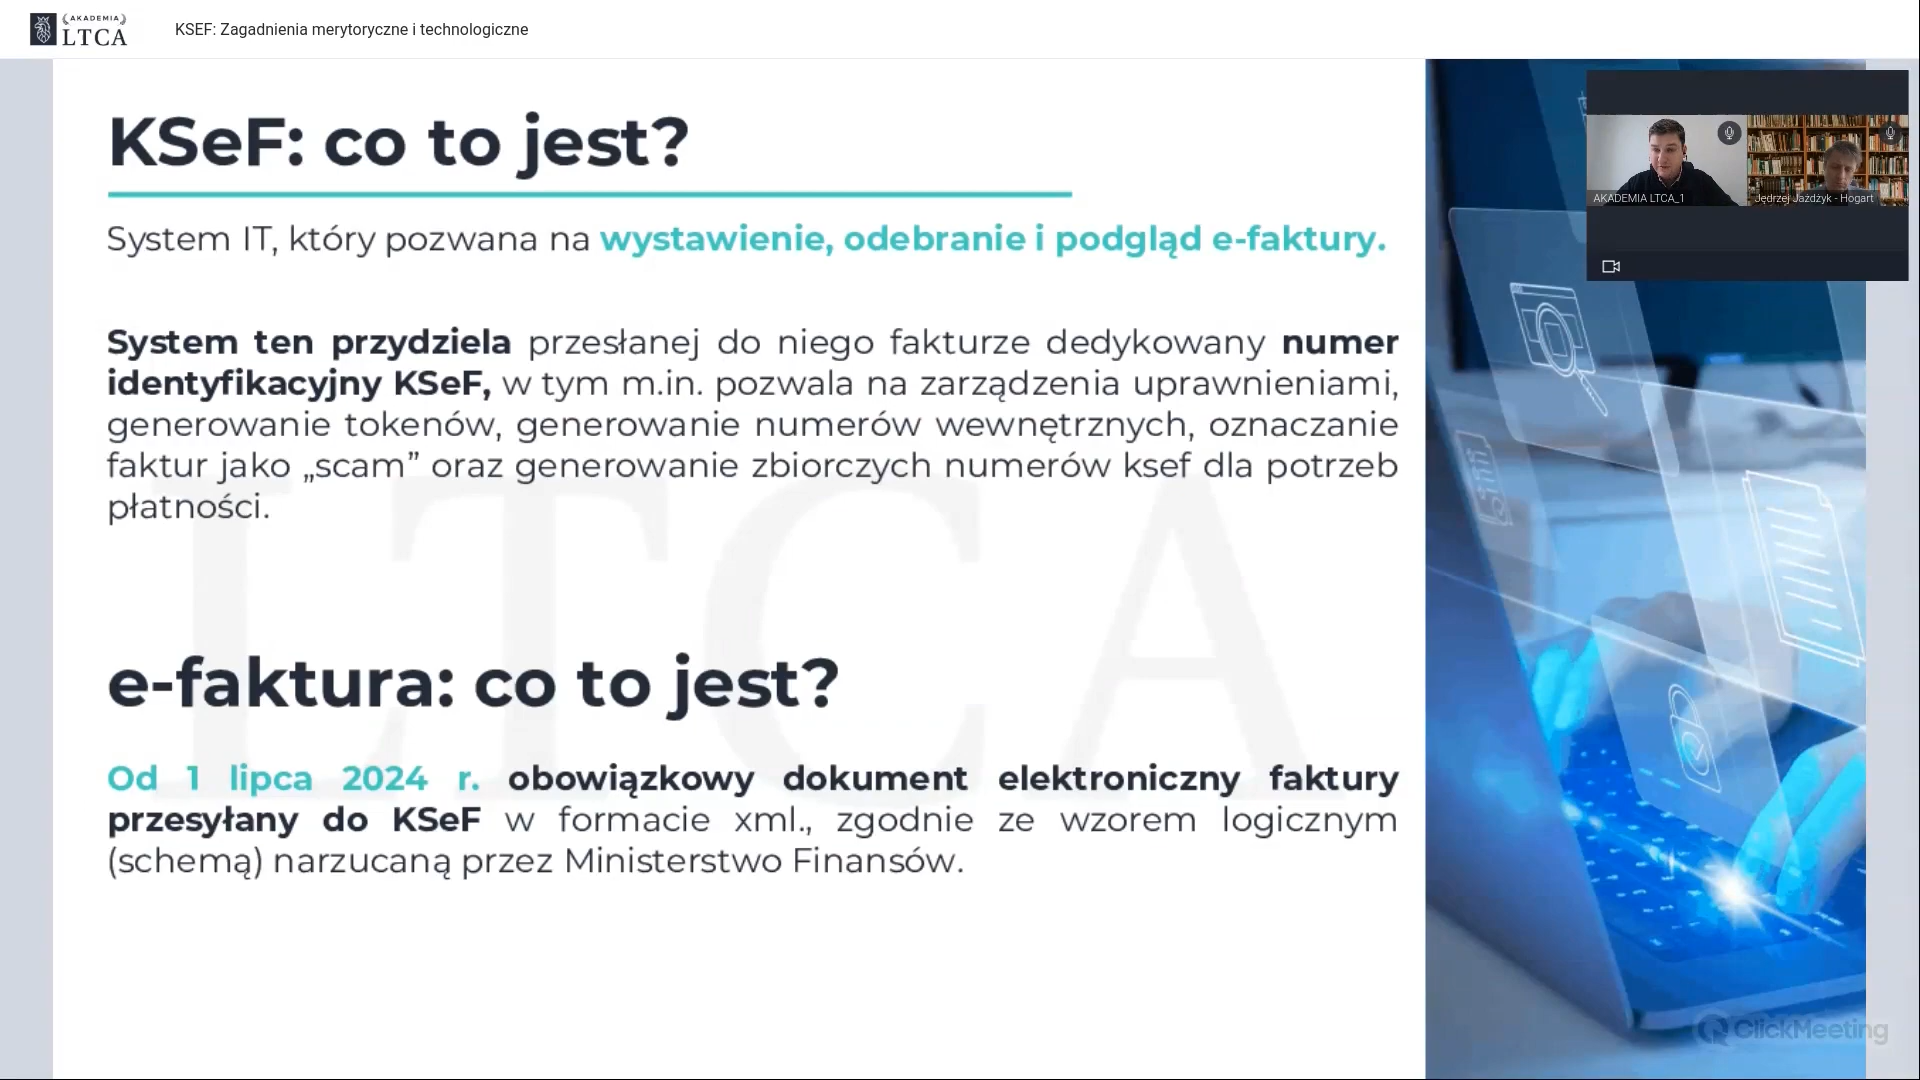 AKADEMIA
LTCA
KSEF: Zagadnienia merytoryczne i technologiczne
KSeF: co to jest?
System IT, który pozwana na wystawienie, odebranie i podgląd e-faktury.
System ten przydziela przesłanej do niego fakturze dedykowany numer
identyfikacyjny KSeF, w tym m.in. pozwala na zarządzenia uprawnieniami,
generowanie tokenów, generowanie numerów wewnętrznych, oznaczanie
faktur jako „scam” oraz generowanie zbiorczych numerów ksef dla potrzeb
płatności.
e-faktura: co to jest?
Od 1 lipca 2024 r. obowiązkowy dokument elektroniczny faktury
przesyłany do KSeF w formacie xml., zgodnie ze wzorem logicznym
(schemą) narzucaną przez Ministerstwo Finansów.
LTCA
AKADEMIA LTCA_1
Jędrzej Jażdżyk - Hogart
ClickMeeting